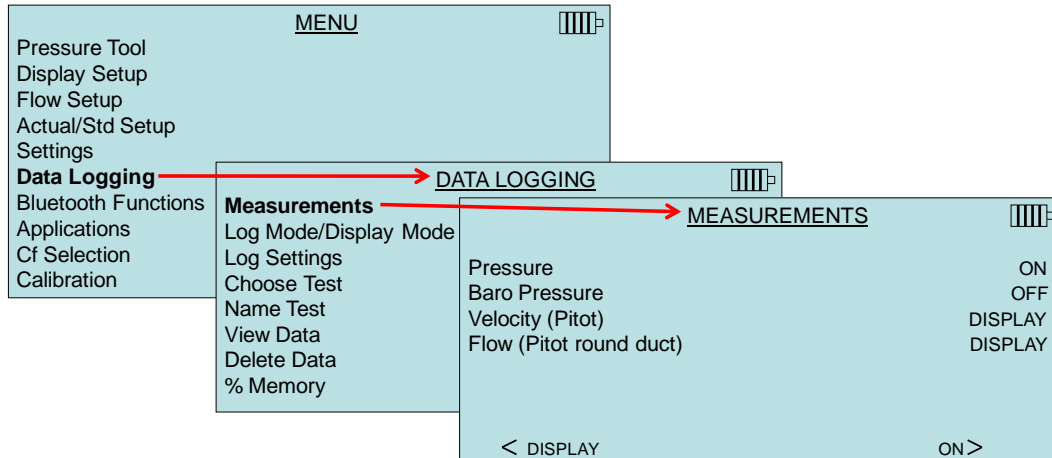 MENU
Pressure Tool
Display Setup
Flow Setup
Actual/Std Setup
Settings
Data Logging
Bluetooth Functions
Applications
Cf Selection
Calibration
DATA LOGGING
Measurements
Log Mode/Display Mode
Log Settings
Choose Test
Name Test
View Data
Delete Data
% Memory
MEASUREMENTS
Pressure ON
Baro Pressure OFF
Velocity (Pitot) DISPLAY
Flow (Pitot round duct) DISPLAY
< DISPLAY ON >